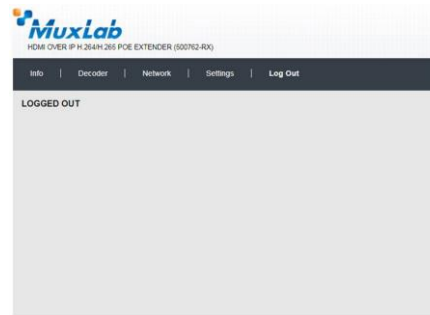 MuxLab
HDMI OVER IP H.264/H.265 POE EXTENDER (500762-RX)
Info | Decoder | Network | Settings | Log Out
LOGGED OUT